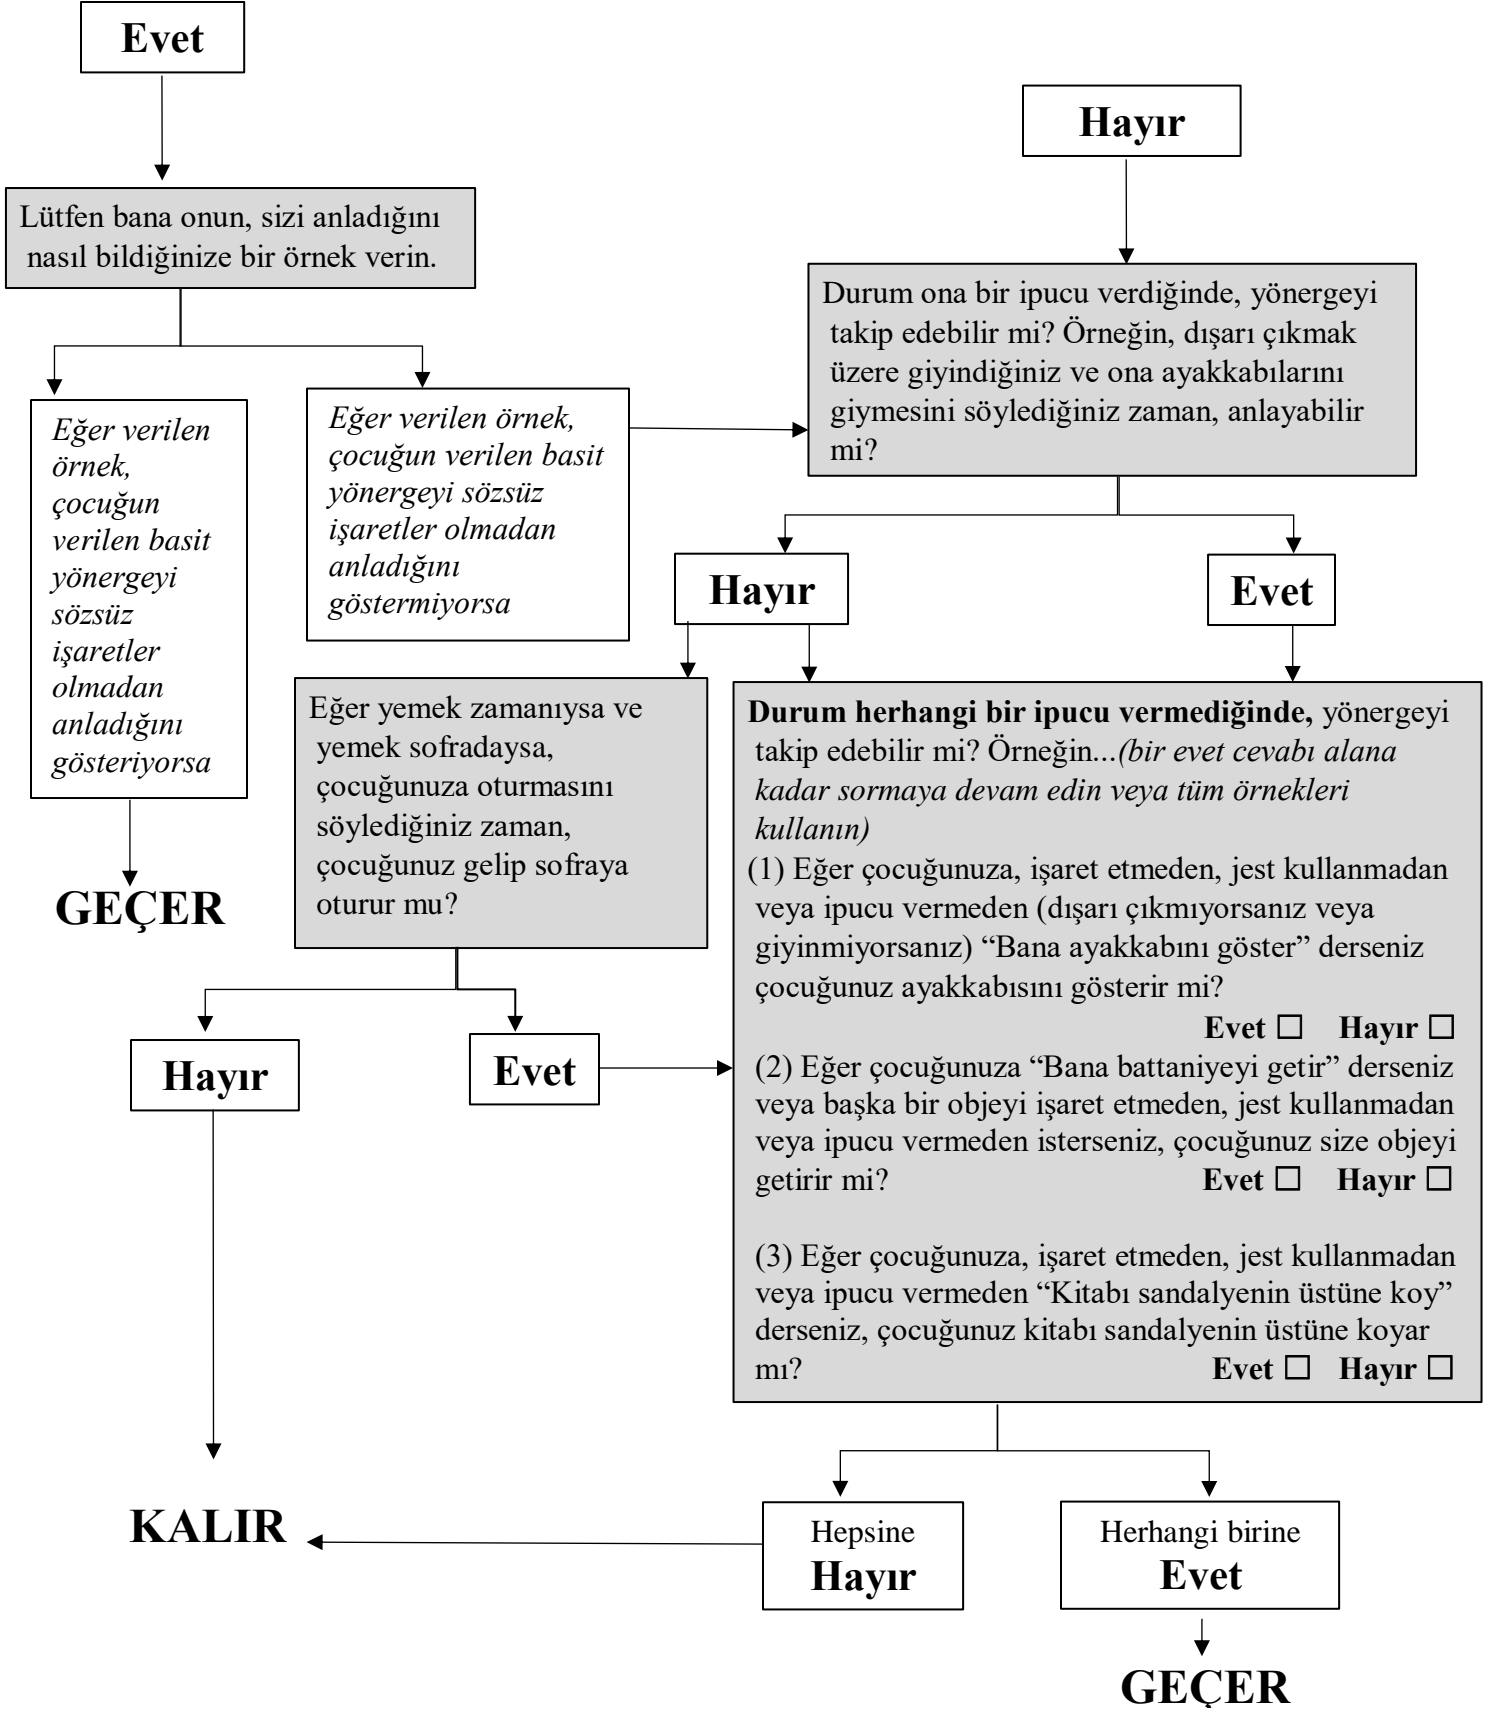 Evet
Hayır
Lütfen bana onun, sizi anladığını
nasıl bildiğinize bir örnek verin.
Durum ona bir ipucu verdiğinde, yönergeyi
takip edebilir mi? Örneğin, dışarı çıkmak
üzere giyindiğiniz ve ona ayakkabılarını
giymesini söylediğiniz zaman, anlayabilir
mi?
Eğer verilen
örnek,
çocuğun
verilen basit
yönergeyi
sözsüz
işaretler
olmadan
anladığını
gösteriyorsa
Eğer verilen örnek,
çocuğun verilen basit
yönergeyi sözsüz
işaretler olmadan
anladığını
göstermiyorsa
Hayır
Evet
GEÇER
Eğer yemek zamanıysa ve
yemek sofradaysa,
çocuğunuza oturmasını
söylediğiniz zaman,
çocuğunuz gelip sofraya
oturur mu?
Durum herhangi bir ipucu vermediğinde, yönergeyi
takip edebilir mi? Örneğin...(bir evet cevabı alana
kadar sormaya devam edin veya tüm örnekleri
kullanın)
(1) Eğer çocuğunuza, işaret etmeden, jest kullanmadan
veya ipucu vermeden (dışarı çıkmıyorsanız veya
giyinmiyorsanız) “Bana ayakkabını göster” derseniz
çocuğunuz ayakkabısını gösterir mi?
Evet ☐ Hayır ☐
(2) Eğer çocuğunuza “Bana battaniyeyi getir” derseniz
veya başka bir objeyi işaret etmeden, jest kullanmadan
veya ipucu vermeden isterseniz, çocuğunuz size objeyi
getirir mi? Evet ☐ Hayır ☐
(3) Eğer çocuğunuza, işaret etmeden, jest kullanmadan
veya ipucu vermeden “Kitabı sandalyenin üstüne koy”
derseniz, çocuğunuz kitabı sandalyenin üstüne koyar
mı? Evet ☐ Hayır ☐
Hayır
Evet
KALIR
Hepsine
Hayır
Herhangi birine
Evet
GEÇER